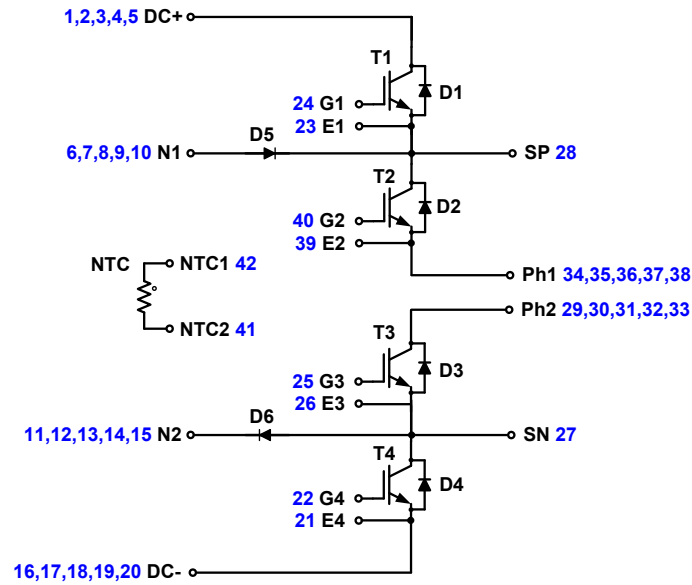 1,2,3,4,5 DC+
T1
D1
24 G1
23 E1
D5
6,7,8,9,10 N1
SP 28
T2
D2
40 G2
39 E2
NTC
NTC1 42
Ph1 34,35,36,37,38
Ph2 29,30,31,32,33
NTC2 41
T3
D3
25 G3
26 E3
D6
11,12,13,14,15 N2
SN 27
T4
D4
22 G4
21 E4
16,17,18,19,20 DC-